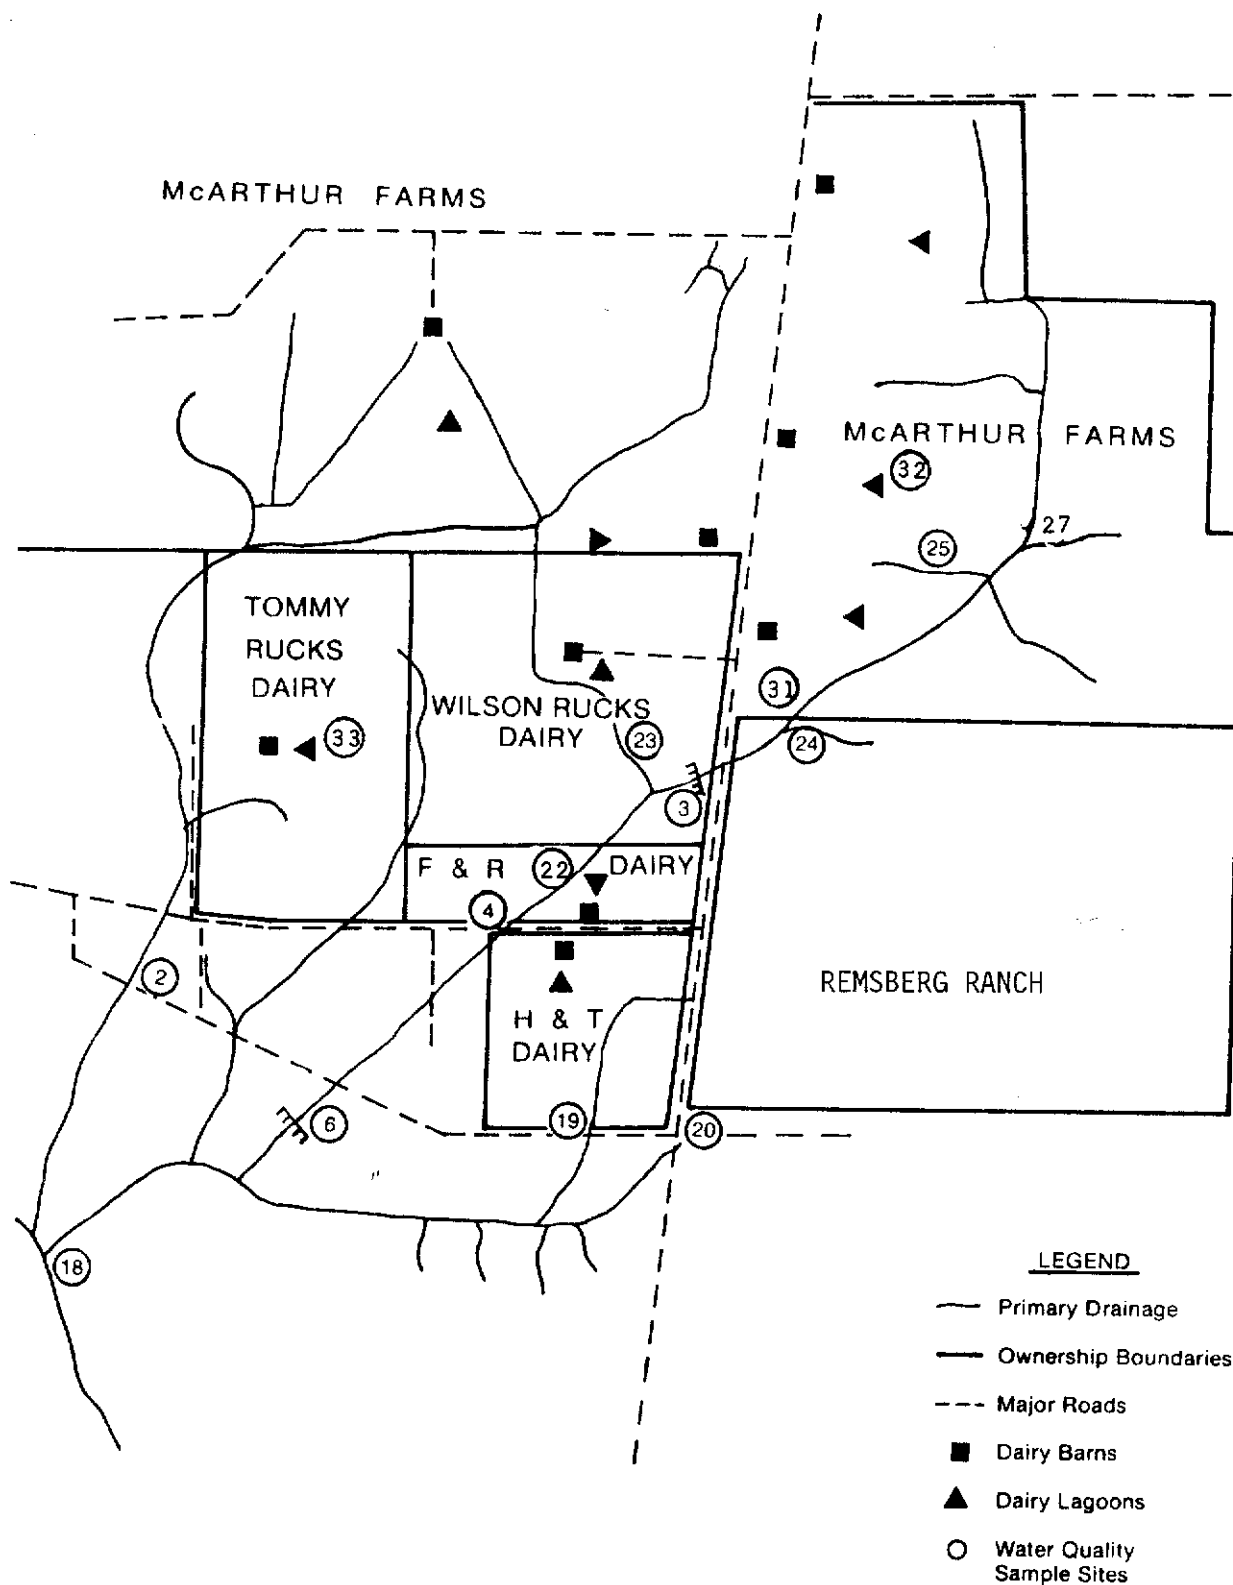 McARTHUR FARMS
McARTHUR FARMS
32
27
25
TOMMY
RUCKS
DAIRY
31
WILSON RUCKS
DAIRY
33
23
24
3
F & R
22
DAIRY
4
2
REMSBERG RANCH
H & T
DAIRY
6
19
20
18
LEGEND
Primary Drainage
Ownership Boundaries
Major Roads
Dairy Barns
Dairy Lagoons
Water Quality
Sample Sites